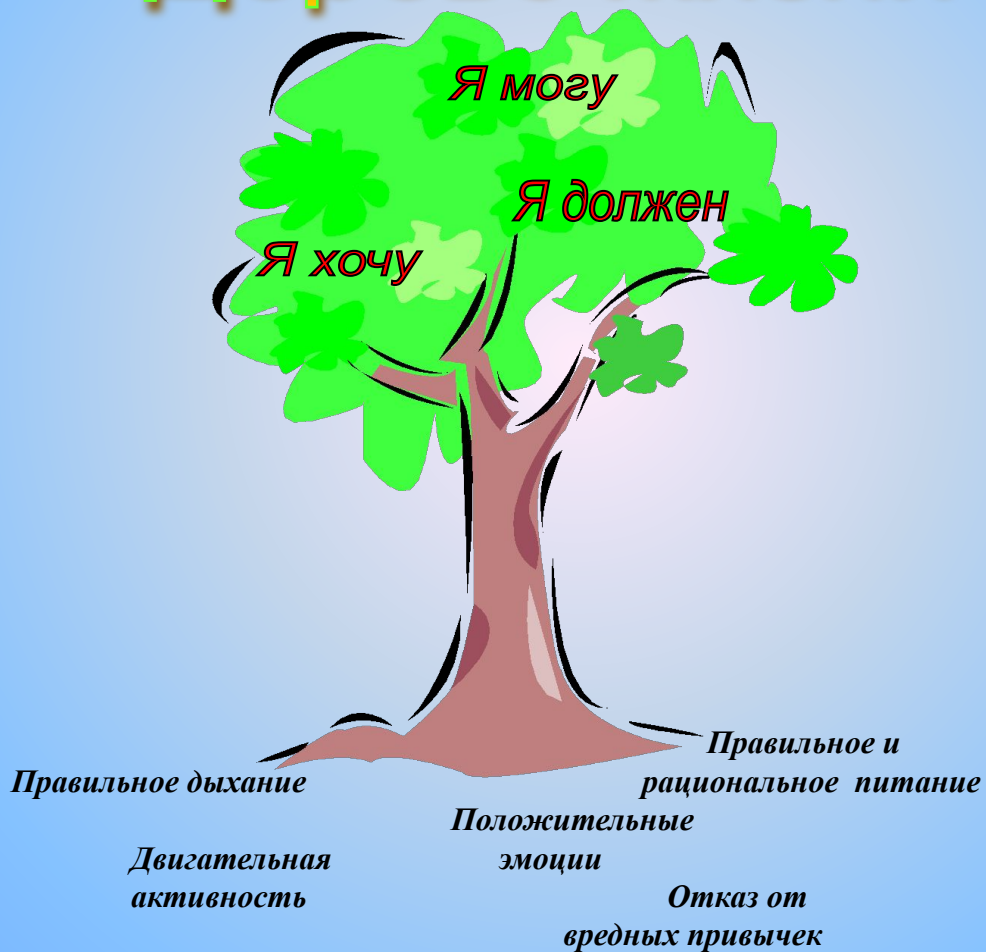 Я могу
Я должен
Я хочу
Правильное и
рациональное питание
Правильное дыхание
Положительные
эмоции
Двигательная
активность
Отказ от
вредных привычек